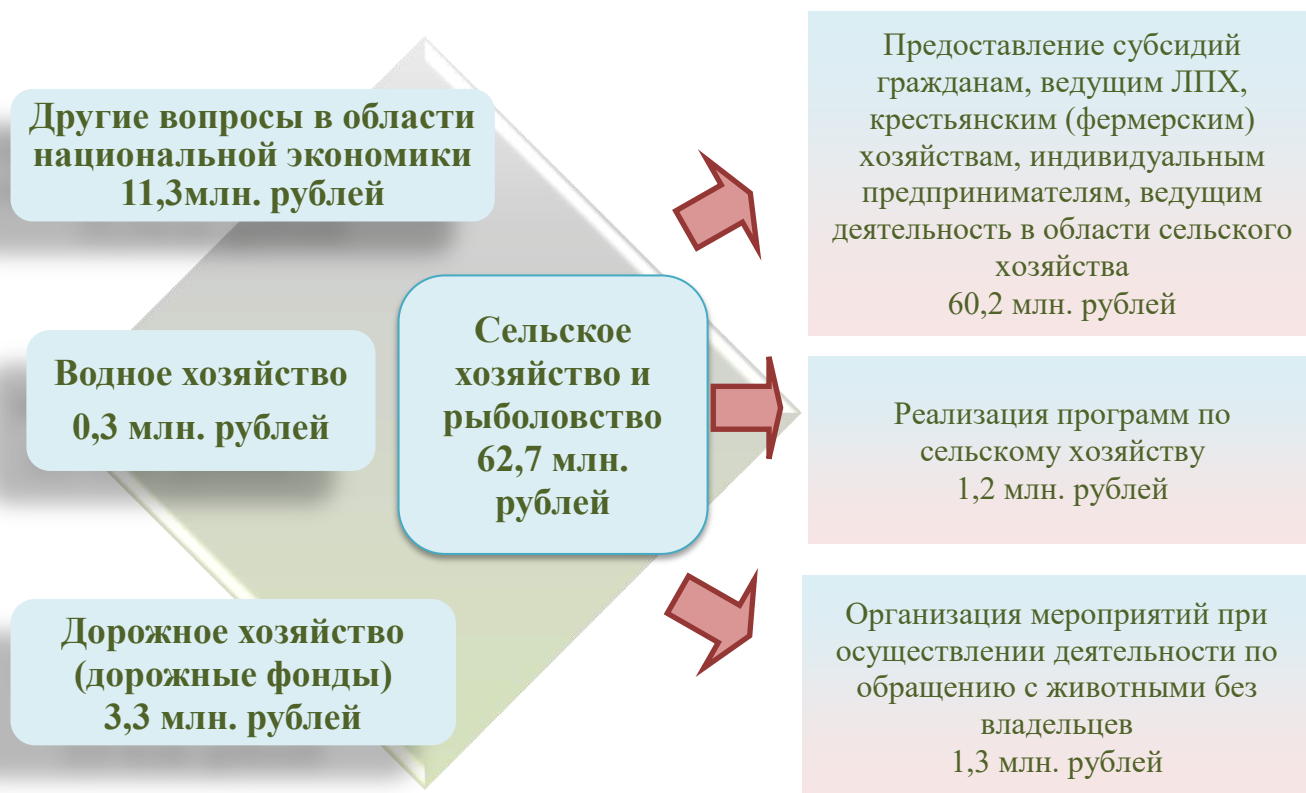 Другие вопросы в области
национальной экономики
11,3млн. рублей
Водное хозяйство
0,3 млн. рублей
Дорожное хозяйство
(дорожные фонды)
3,3 млн. рублей
Сельское
хозяйство и
рыболовство
62,7 млн.
рублей
Предоставление субсидий
гражданам, ведущим ЛПХ,
крестьянским (фермерским)
хозяйствам, индивидуальным
предпринимателям, ведущим
деятельность в области сельского
хозяйства
60,2 млн. рублей
Реализация программ по
сельскому хозяйству
1,2 млн. рублей
Организация мероприятий при
осуществлении деятельности по
обращению с животными без
владельцев
1,3 млн. рублей